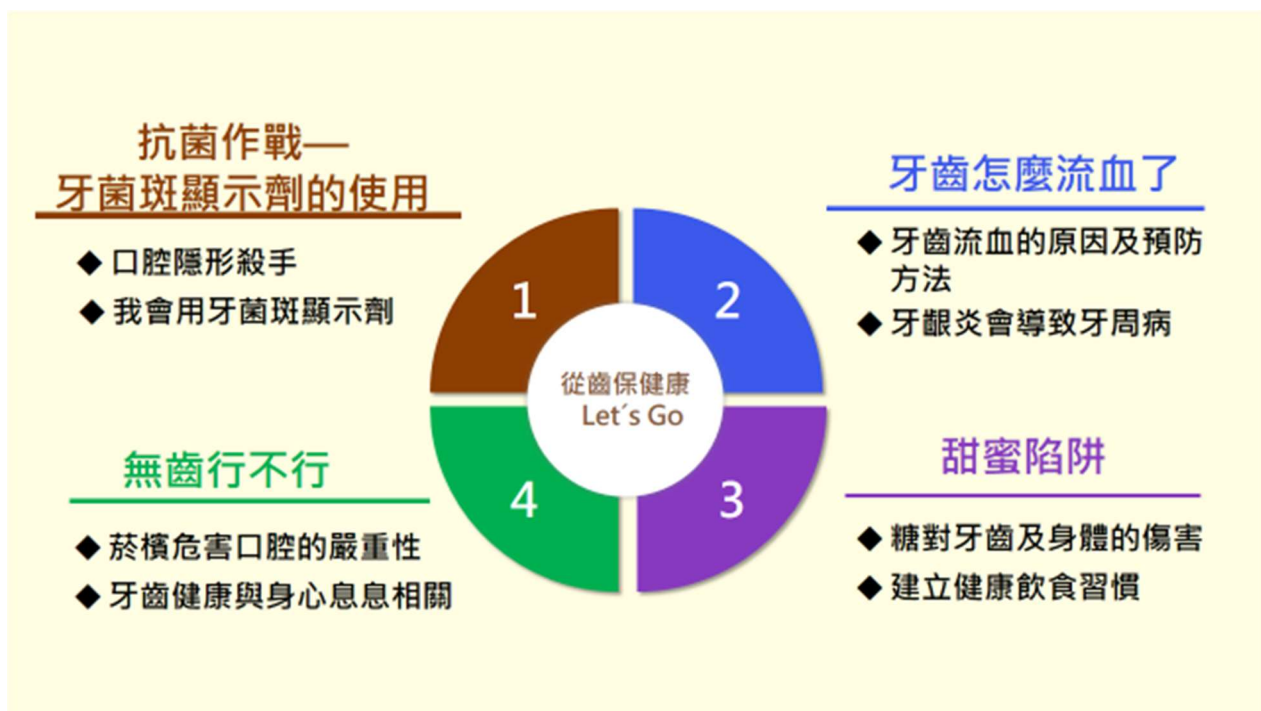 抗菌作戰—
牙菌斑顯示劑的使用
◆ 口腔隱形殺手
◆ 我會用牙菌斑顯示劑
牙齒怎麼流血了
◆ 牙齒流血的原因及預防
方法
◆ 牙齦炎會導致牙周病
1
2
從齒保健康
Let´s Go
4
3
無齒行不行
◆ 菸檳危害口腔的嚴重性
◆ 牙齒健康與身心息息相關
甜蜜陷阱
◆ 糖對牙齒及身體的傷害
◆ 建立健康飲食習慣